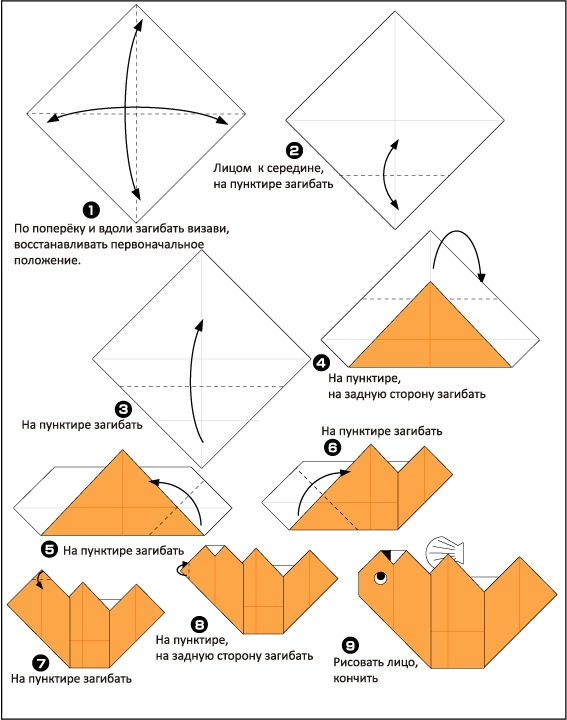 1
По поперёку и вдоли загибать визави,
восстанавливать первоначальное
положение.
2
Лицом к середине,
на пунктире загибать
3
На пунктире загибать
4
На пунктире,
на задную сторону загибать
5 На пунктире загибать
На пунктире загибать
6
7
На пунктире загибать
8
На пунктире,
на задную сторону загибать
9
Рисовать лицо,
кончить